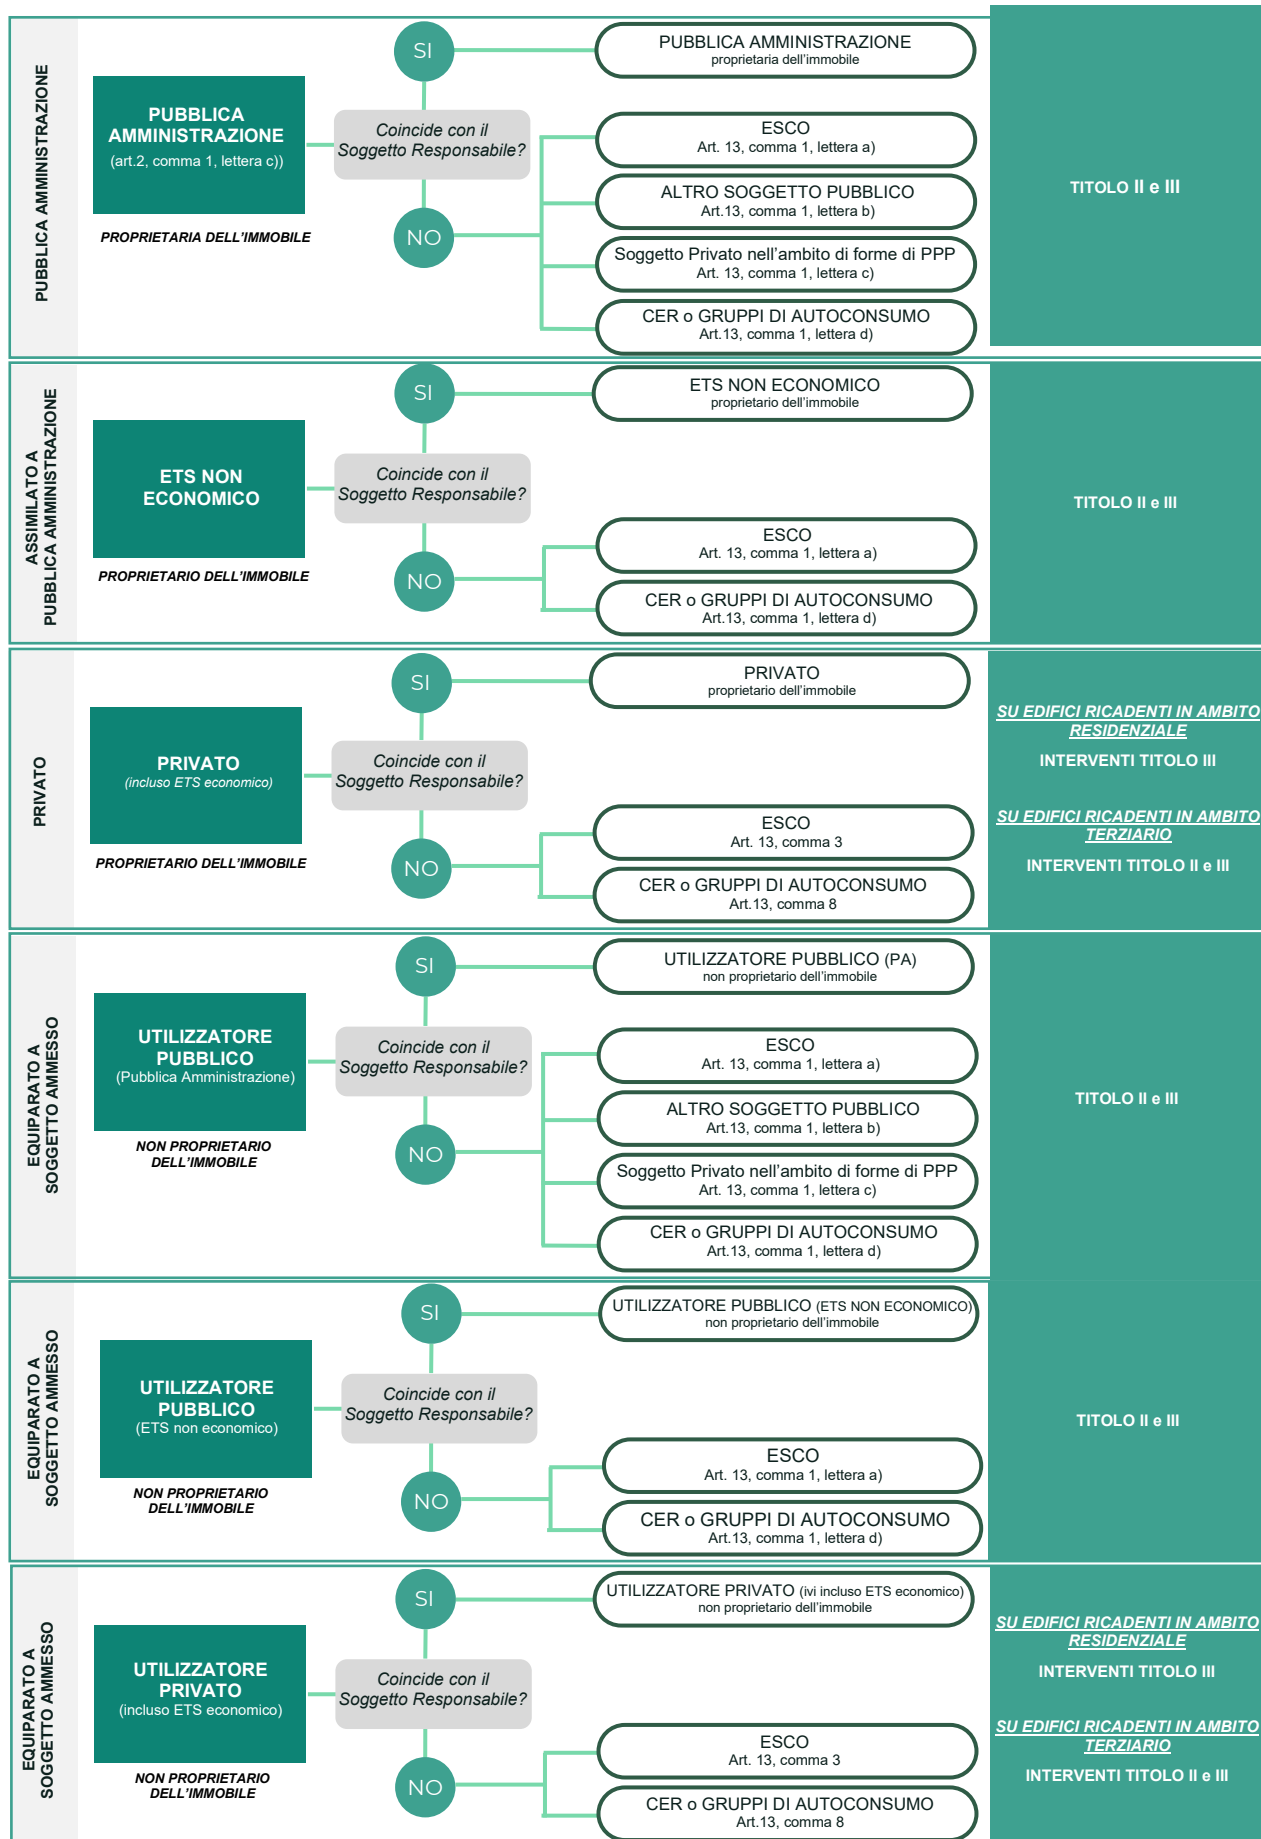 PUBBLICA AMMINISTRAZIONE
PUBBLICA
AMMINISTRAZIONE
(art.2, comma 1, lettera c))
PROPRIETARIA DELL'IMMOBILE
SI
Coincide con il
Soggetto Responsabile?
NO
PUBBLICA AMMINISTRAZIONE
proprietaria dell'immobile
ESCO
Art. 13, comma 1, lettera a)
ALTRO SOGGETTO PUBBLICO
Art.13, comma 1, lettera b)
Soggetto Privato nell'ambito di forme di PPP
Art. 13, comma 1, lettera c)
CER o GRUPPI DI AUTOCONSUMO
Art.13, comma 1, lettera d)
TITOLO II e III
ASSIMILATO A
PUBBLICA AMMINISTRAZIONE
ETS NON
ECONOMICO
PROPRIETARIO DELL'IMMOBILE
SI
Coincide con il
Soggetto Responsabile?
NO
ETS NON ECONOMICO
proprietario dell'immobile
ESCO
Art. 13, comma 1, lettera a)
CER o GRUPPI DI AUTOCONSUMO
Art.13, comma 1, lettera d)
TITOLO II e III
PRIVATO
PRIVATO
(incluso ETS economico)
PROPRIETARIO DELL'IMMOBILE
SI
Coincide con il
Soggetto Responsabile?
NO
PRIVATO
proprietario dell'immobile
ESCO
Art. 13, comma 3
CER o GRUPPI DI AUTOCONSUMO
Art.13, comma 8
SU EDIFICI RICADENTI IN AMBITO
RESIDENZIALE
INTERVENTI TITOLO III
SU EDIFICI RICADENTI IN AMBITO
TERZIARIO
INTERVENTI TITOLO II e III
EQUIPARATO A
SOGGETTO AMMESSO
UTILIZZATORE
PUBBLICO
(Pubblica Amministrazione)
NON PROPRIETARIO
DELL'IMMOBILE
SI
Coincide con il
Soggetto Responsabile?
NO
UTILIZZATORE PUBBLICO (PA)
non proprietario dell'immobile
ESCO
Art. 13, comma 1, lettera a)
ALTRO SOGGETTO PUBBLICO
Art.13, comma 1, lettera b)
Soggetto Privato nell'ambito di forme di PPP
Art. 13, comma 1, lettera c)
CER o GRUPPI DI AUTOCONSUMO
Art.13, comma 1, lettera d)
TITOLO II e III
EQUIPARATO A
SOGGETTO AMMESSO
UTILIZZATORE
PUBBLICO
(ETS non economico)
NON PROPRIETARIO
DELL'IMMOBILE
SI
Coincide con il
Soggetto Responsabile?
NO
UTILIZZATORE PUBBLICO (ETS NON ECONOMICO)
non proprietario dell'immobile
ESCO
Art. 13, comma 1, lettera a)
CER o GRUPPI DI AUTOCONSUMO
Art.13, comma 1, lettera d)
TITOLO II e III
EQUIPARATO A
SOGGETTO AMMESSO
UTILIZZATORE
PRIVATO
(incluso ETS economico)
NON PROPRIETARIO
DELL'IMMOBILE
SI
Coincide con il
Soggetto Responsabile?
NO
UTILIZZATORE PRIVATO (ivi incluso ETS economico)
non proprietario dell'immobile
ESCO
Art. 13, comma 3
CER o GRUPPI DI AUTOCONSUMO
Art.13, comma 8
SU EDIFICI RICADENTI IN AMBITO
RESIDENZIALE
INTERVENTI TITOLO III
SU EDIFICI RICADENTI IN AMBITO
TERZIARIO
INTERVENTI TITOLO II e III